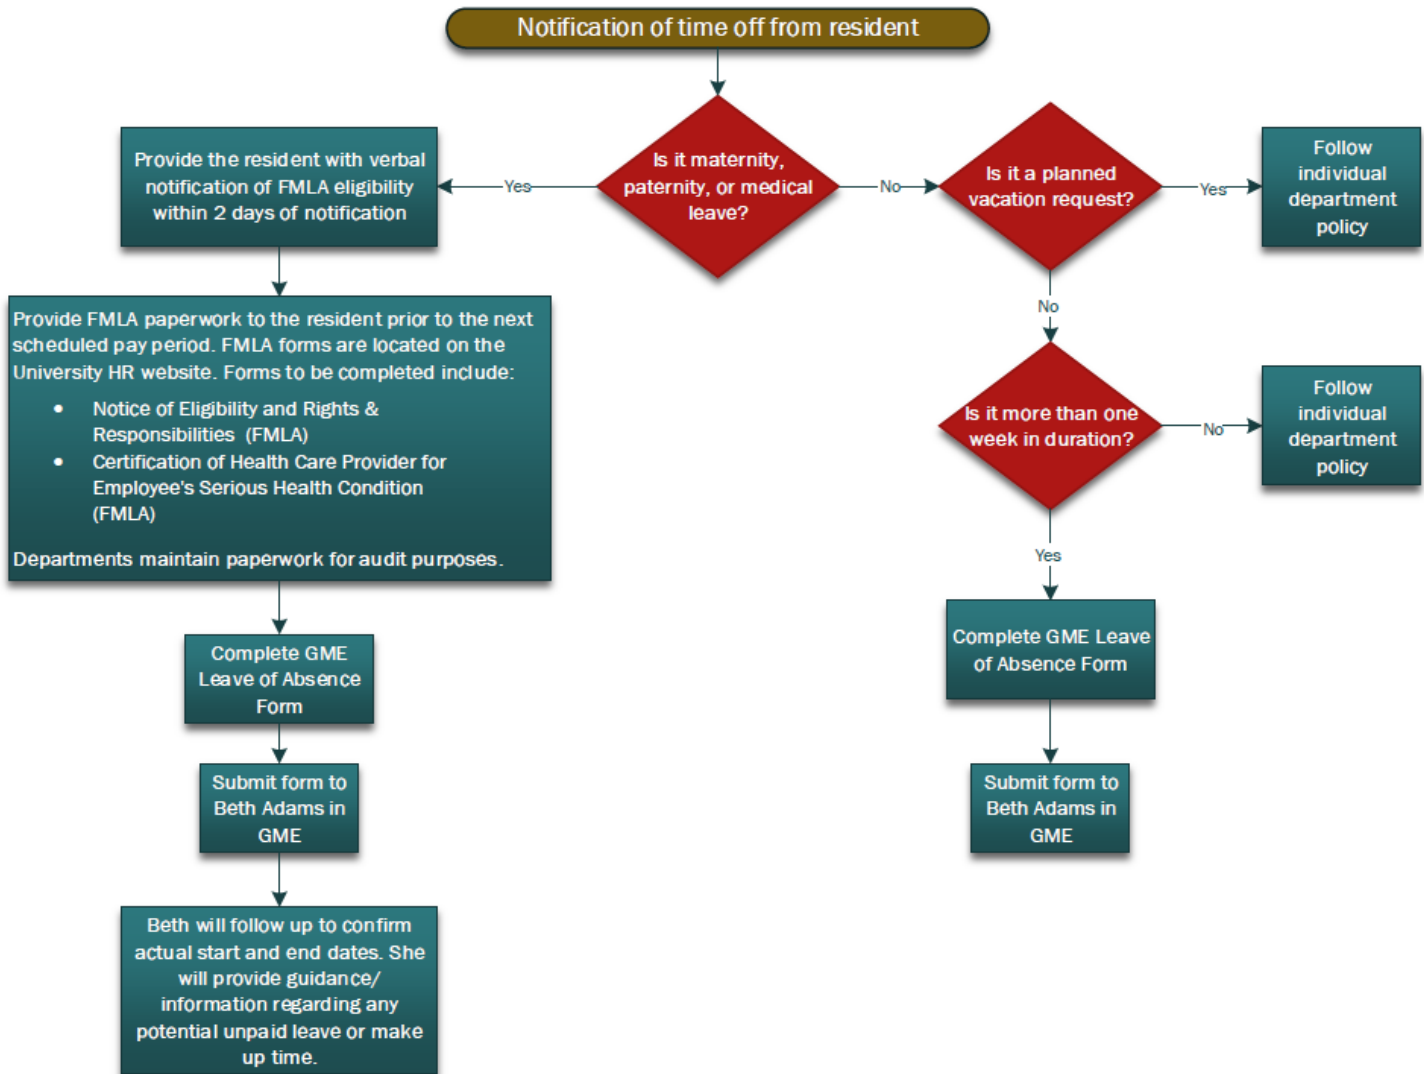 Notification of time off from resident
Provide the resident with verbal
notification of FMLA eligibility
within 2 days of notification
Yes
Is it maternity,
paternity, or medical
leave?
No
Is it a planned
vacation request?
Yes
Follow
individual
department
policy
Provide FMLA paperwork to the resident prior to the next
scheduled pay period. FMLA forms are located on the
University HR website. Forms to be completed include:
• Notice of Eligibility and Rights &
Responsibilities (FMLA)
• Certification of Health Care Provider for
Employee's Serious Health Condition
(FMLA)
Departments maintain paperwork for audit purposes.
No
Is it more than one
week in duration?
No
Follow
individual
department
policy
Yes
Complete GME
Leave of Absence
Form
Complete GME Leave
of Absence Form
Submit form to
Beth Adams in
GME
Submit form to
Beth Adams in
GME
Beth will follow up to confirm
actual start and end dates. She
will provide guidance/
information regarding any
potential unpaid leave or make
up time.